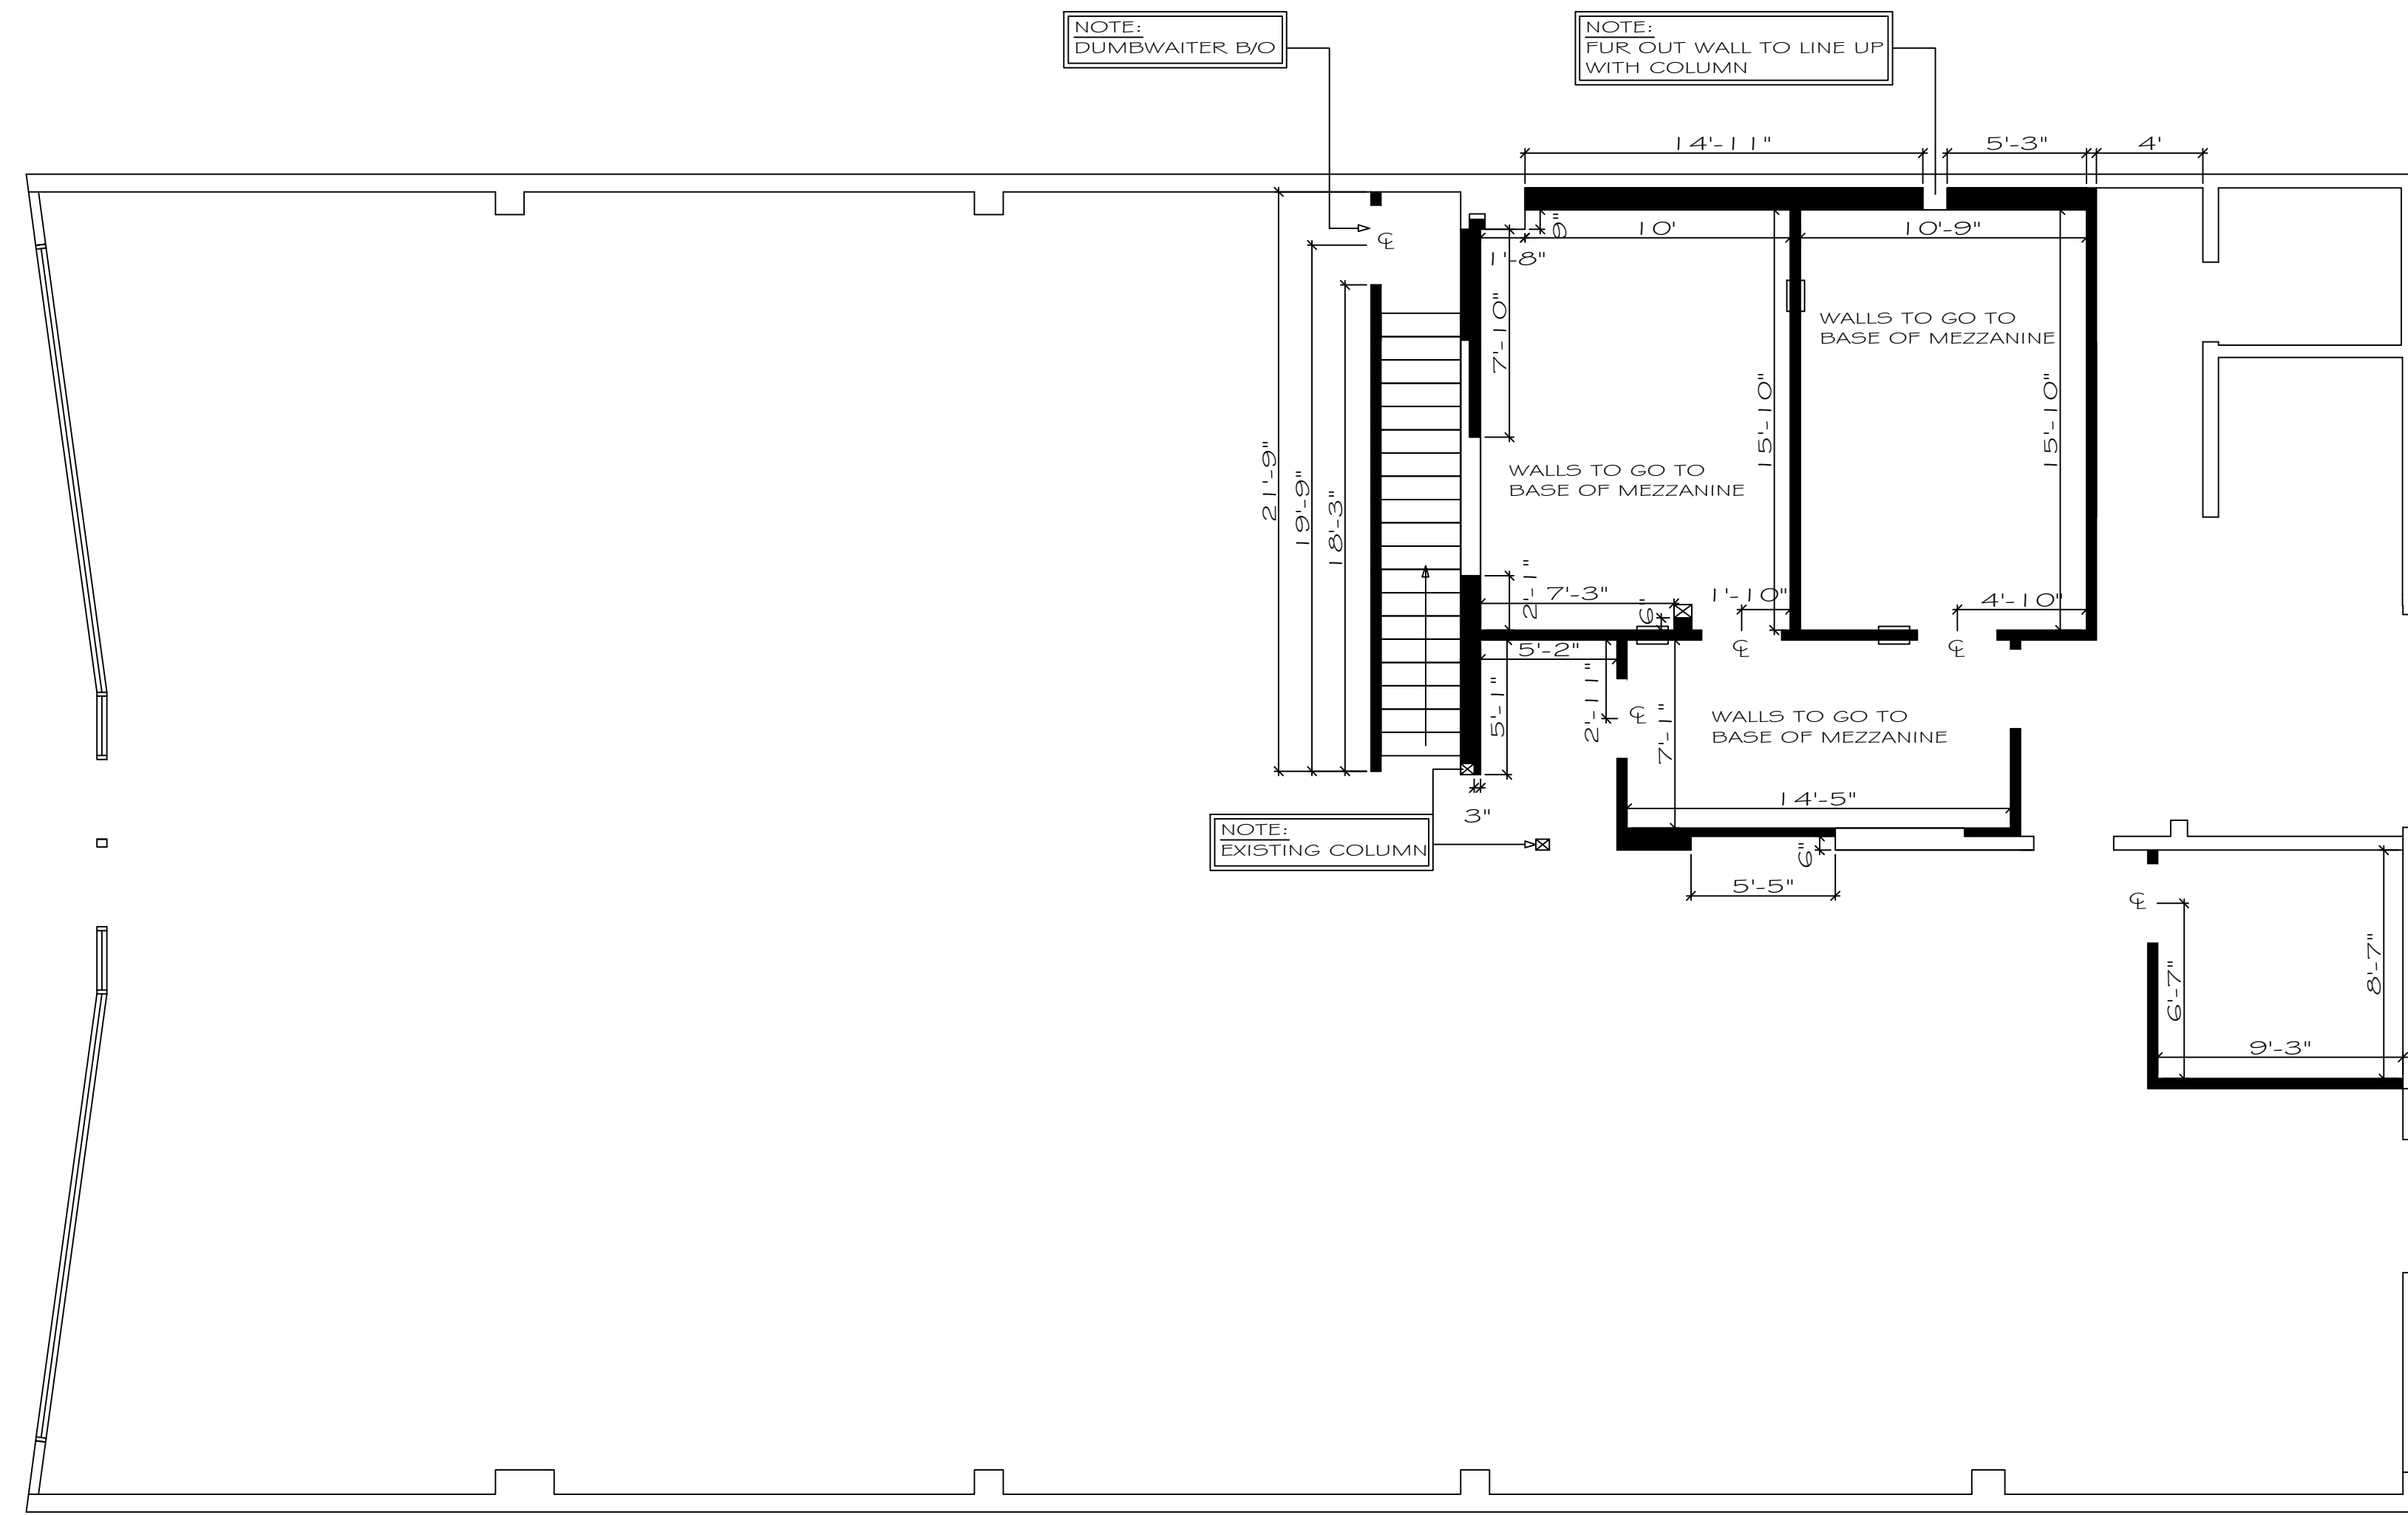 NOTE:
DUMBWAITER B/O
NOTE:
FUR OUT WALL TO LINE UP
WITH COLUMN
14'-11"
5'-3"
4'
9"
10'
10'-9"
1'-8"
7'-10"
WALLS TO GO TO
BASE OF MEZZANINE
15'-10"
15'-10"
21'-9"
19'-9"
18'-3"
WALLS TO GO TO
BASE OF MEZZANINE
2'-1"
7'-3"
6"
1'-10"
4'-10"
5'-2"
5'-1"
2'-11"
7'-1"
WALLS TO GO TO
BASE OF MEZZANINE
14'-5"
3"
NOTE:
EXISTING COLUMN
6"
5'-5"
6'-7"
8'-7"
9'-3"